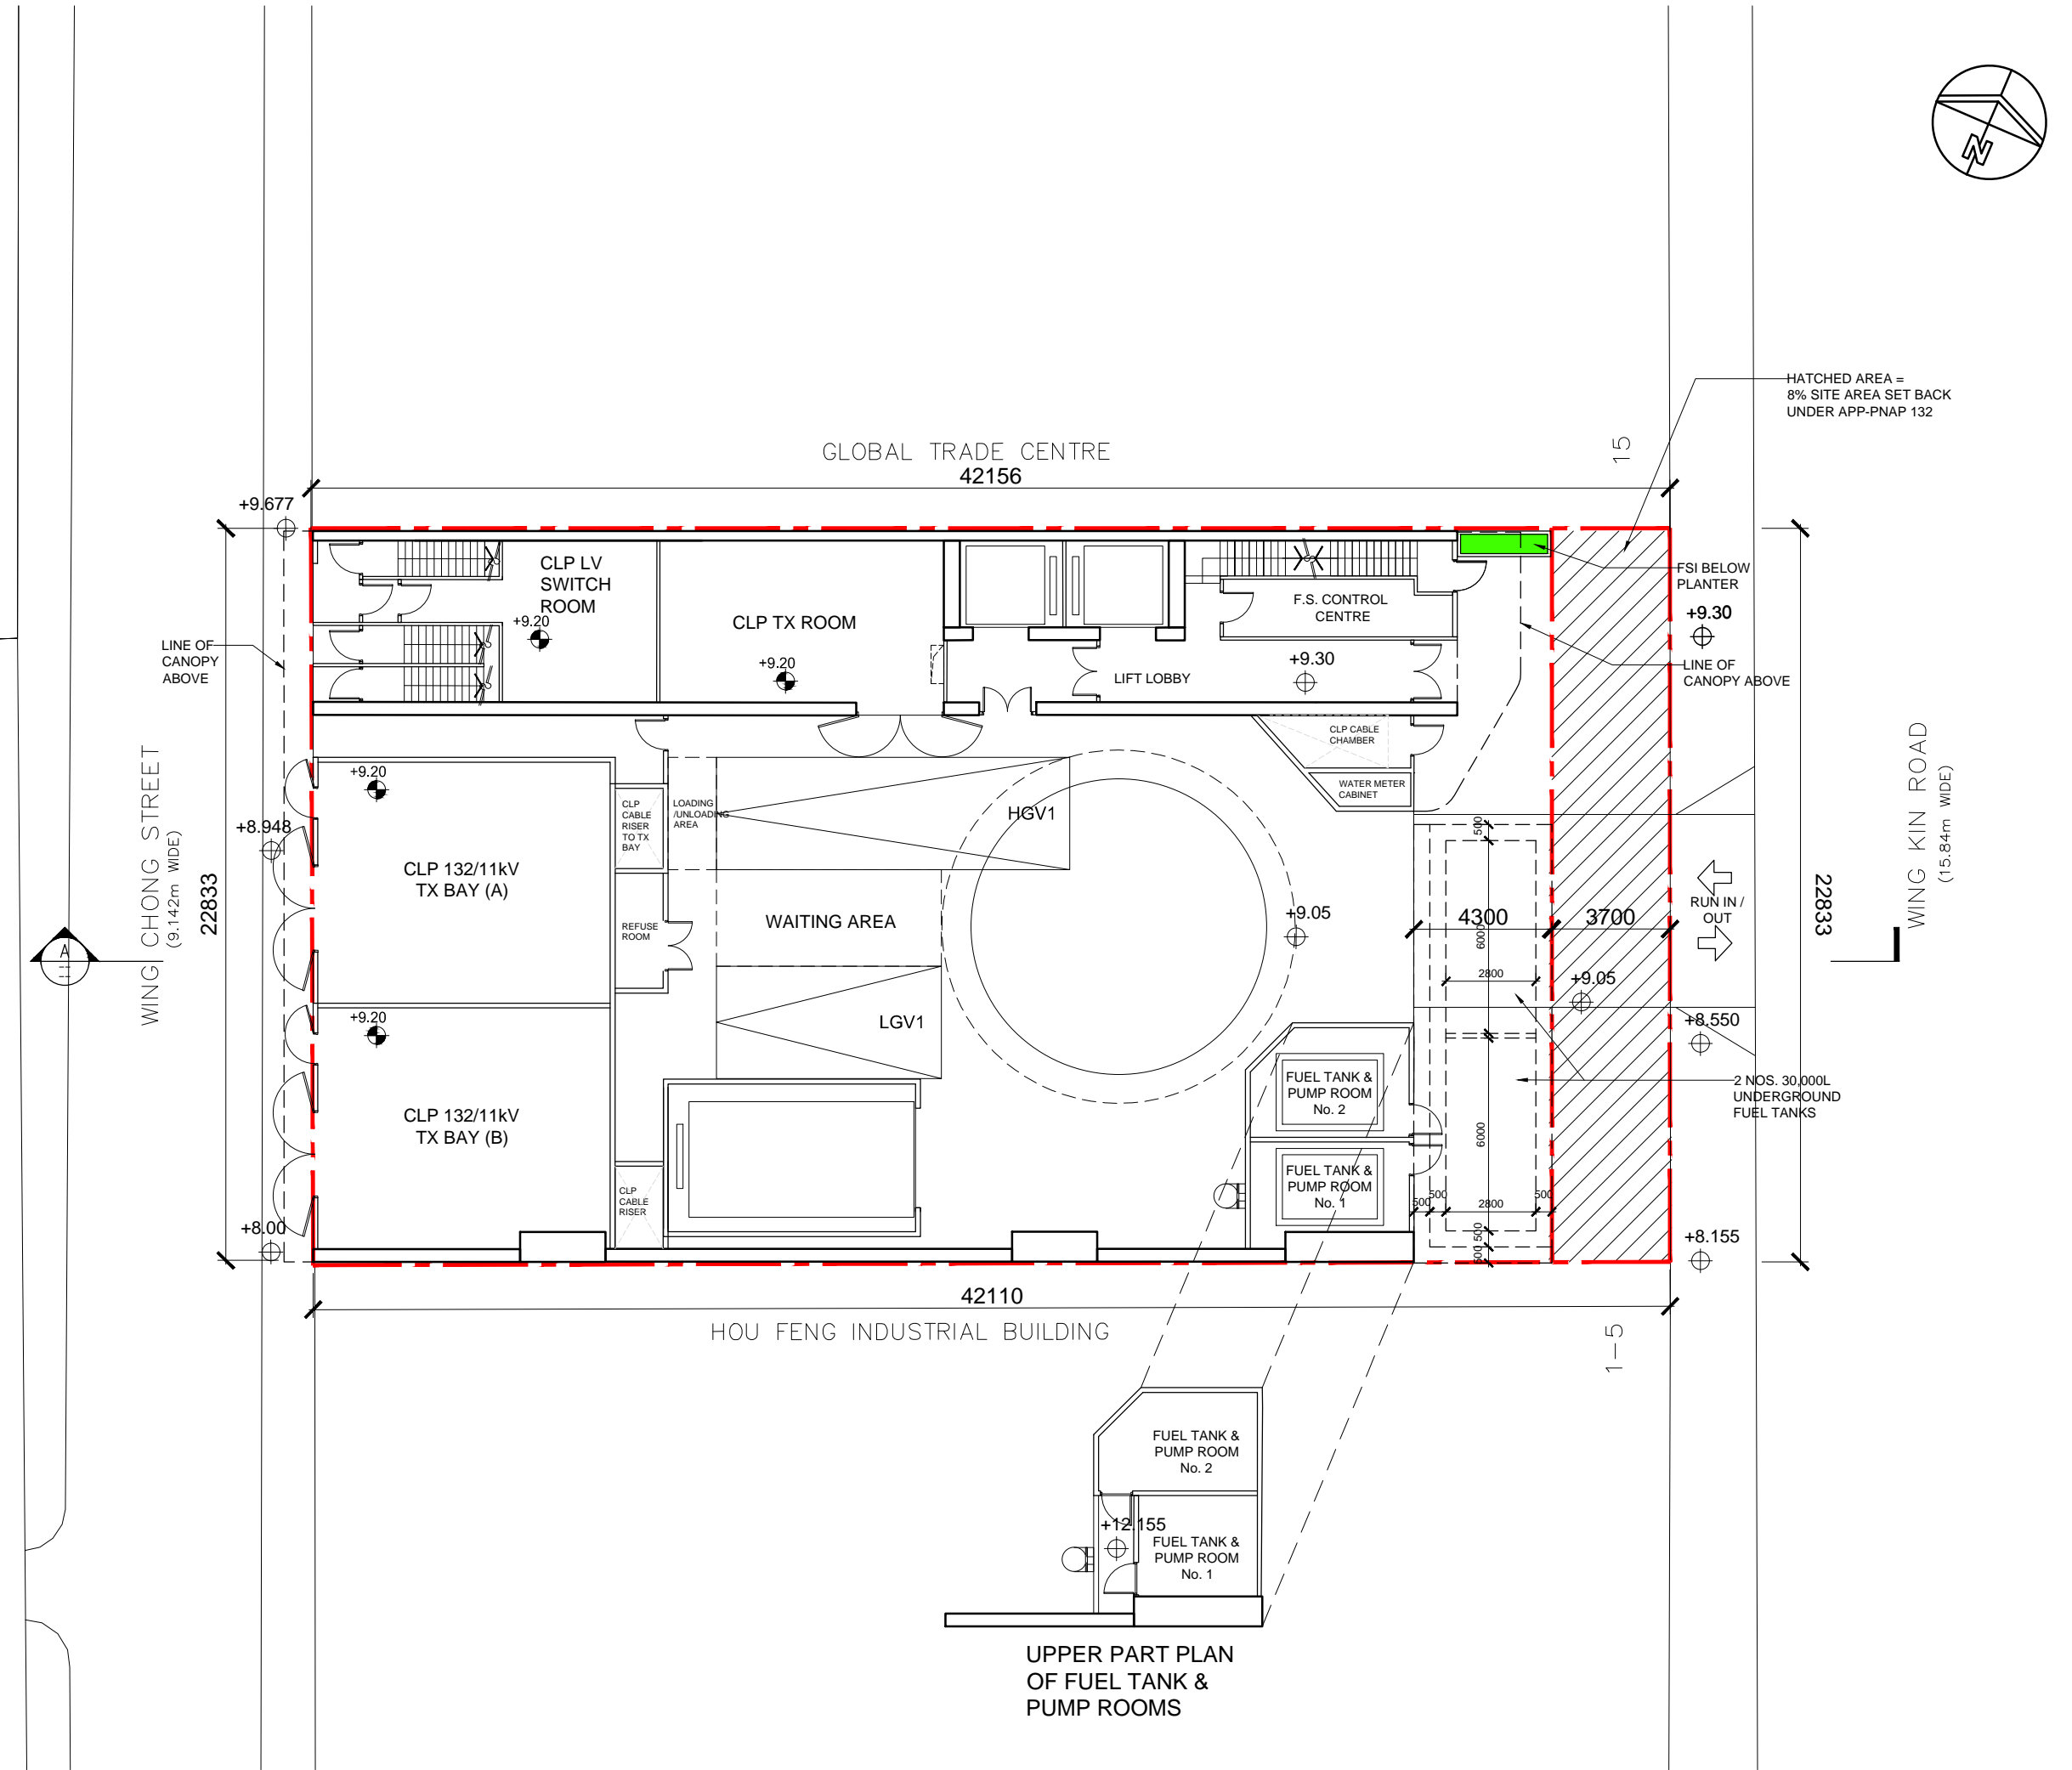 N
HATCHED AREA =
8% SITE AREA SET BACK
UNDER APP-PNAP 132
15
GLOBAL TRADE CENTRE
42156
+9.677
CLP LV
SWITCH
ROOM
+9.20
CLP TX ROOM
+9.20
F.S. CONTROL
CENTRE
FSI BELOW
PLANTER
+9.30
LINE OF
CANOPY
ABOVE
+9.30
LIFT LOBBY
LINE OF
CANOPY ABOVE
CLP CABLE
CHAMBER
WATER METER
CABINET
WING CHONG STREET
(9.142m WIDE)
22833
+8.948
+9.20
CLP 132/11kV
TX BAY (A)
CLP
CABLE
RISER
TO TX
BAY
LOADING
/UNLOADING
AREA
HGV1
500
WING KIN ROAD
(15.84m WIDE)
22833
RUN IN /
OUT
REFUSE
ROOM
WAITING AREA
+9.05
4300
3700
6000
2800
+9.05
A
+9.20
LGV1
+8.550
CLP 132/11kV
TX BAY (B)
FUEL TANK &
PUMP ROOM
No. 2
2 NOS. 30,000L
UNDERGROUND
FUEL TANKS
6000
FUEL TANK &
PUMP ROOM
No. 1
CLP
CABLE
RISER
500
500
2800
500
500
500
+8.00
+8.155
42110
HOU FENG INDUSTRIAL BUILDING
1-5
FUEL TANK &
PUMP ROOM
No. 2
+12.155
FUEL TANK &
PUMP ROOM
No. 1
UPPER PART PLAN
OF FUEL TANK &
PUMP ROOMS